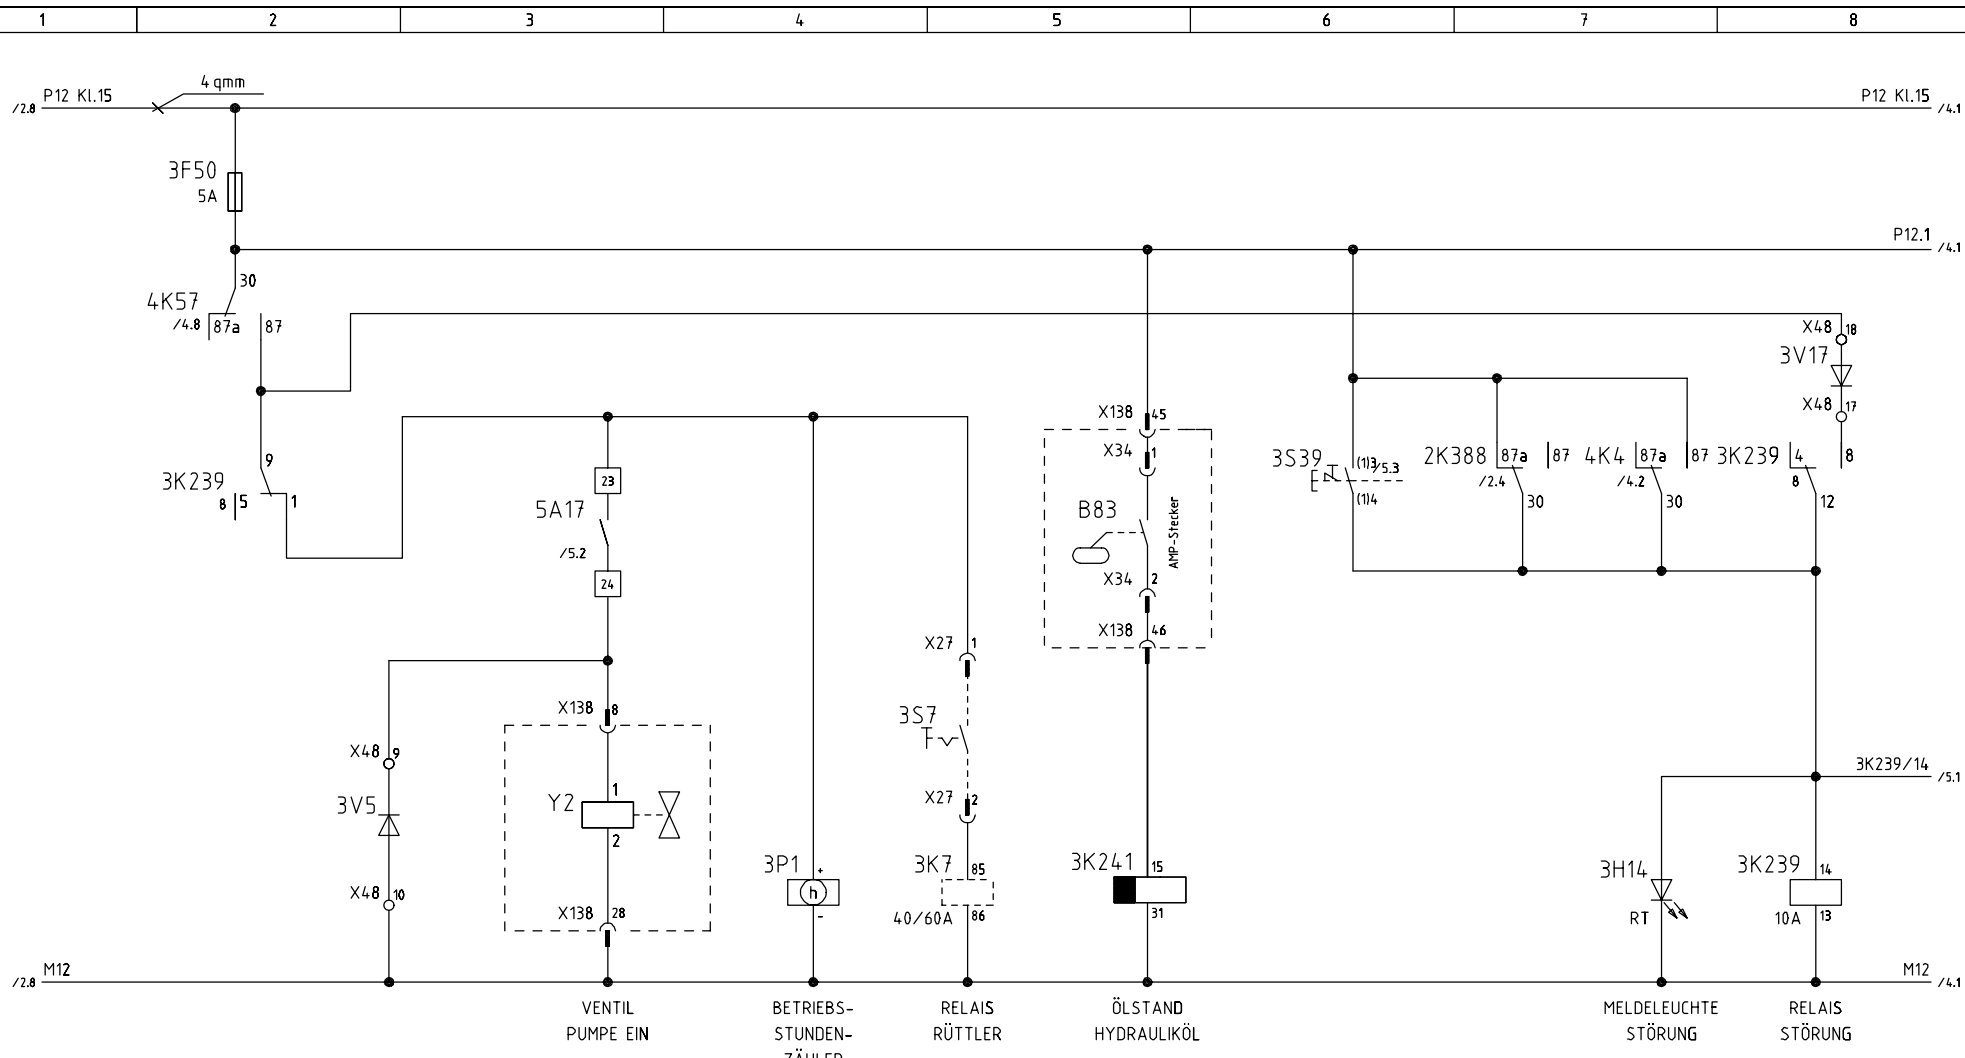 1 2 3 4 5 6 7 8
4 qmm
/2.8 P12 Kl.15 P12 Kl.15 /4.1
3F50
5A
P12.1 /4.1
30
4K57
/4.8 87a 87
X48 18
3V17
X48 17
X138 45
X34 1
9
3K239
8 5 1
23
5A17
/5.2
24
B83
AMP-Stecker
X34 2
X138 46
3S39 (1)3 /5.3
(1)4
2K388 87a 87
/2.4
30
4K4 87a 87
/4.2
30
3K239 4 8
8
12
X27 1
3S7
X27 2
X138 8
X48 9
3V5
X48 10
Y2 1
2
X138 28
3K239/14 /5.1
3P1 +
h
-
3K7 85
40/60A 86
3K241 15
31
3H14
RT
3K239 14
10A 13
/2.8 M12 M12 /4.1
VENTIL
PUMPE EIN
BETRIEBS-
STUNDEN-
ZÄHLER
RELAIS
RÜTTLER
ÖLSTAND
HYDRAULIKÖL
MELDELEUCHTE
STÖRUNG
RELAIS
STÖRUNG